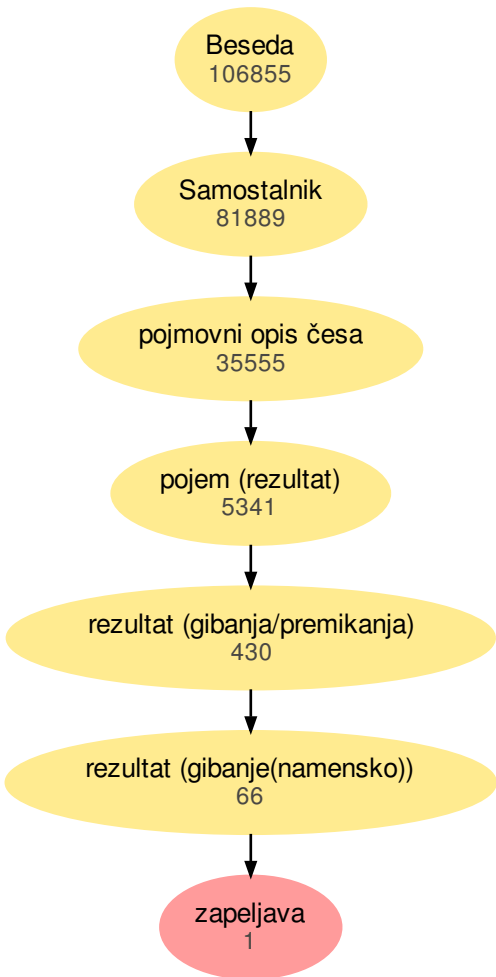 Beseda
106855
Samostalnik
81889
pojmovni opis česa
35555
pojem (rezultat)
5341
rezultat (gibanja/premikanja)
430
rezultat (gibanje(namensko))
66
zapeljava
1